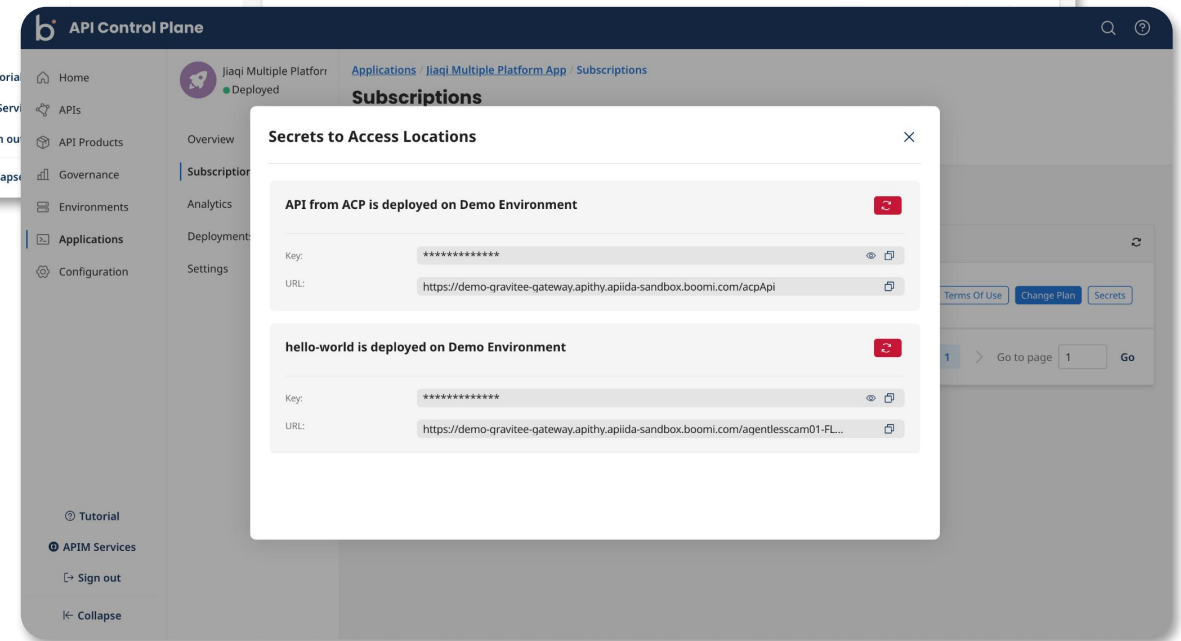 API Control Plane
Home
APIs
API Products
Governance
Environments
Applications
Configuration
Tutorial
APIM Services
Sign out
Collapse
Jiaqi Multiple Platfor
Deployed
Overview
Subscription
Analytics
Deployment
Settings
Applications / Jiaqi Multiple Platform App / Subscriptions
Subscriptions
Secrets to Access Locations
API from ACP is deployed on Demo Environment
Key: *************
URL: https://demo-gravitee-gateway.apithy.apiida-sandbox.boomi.com/acpApi
hello-world is deployed on Demo Environment
Key: *************
URL: https://demo-gravitee-gateway.apithy.apiida-sandbox.boomi.com/agentlesscam01-FL...
Terms Of Use Change Plan Secrets
1 > Go to page 1 Go